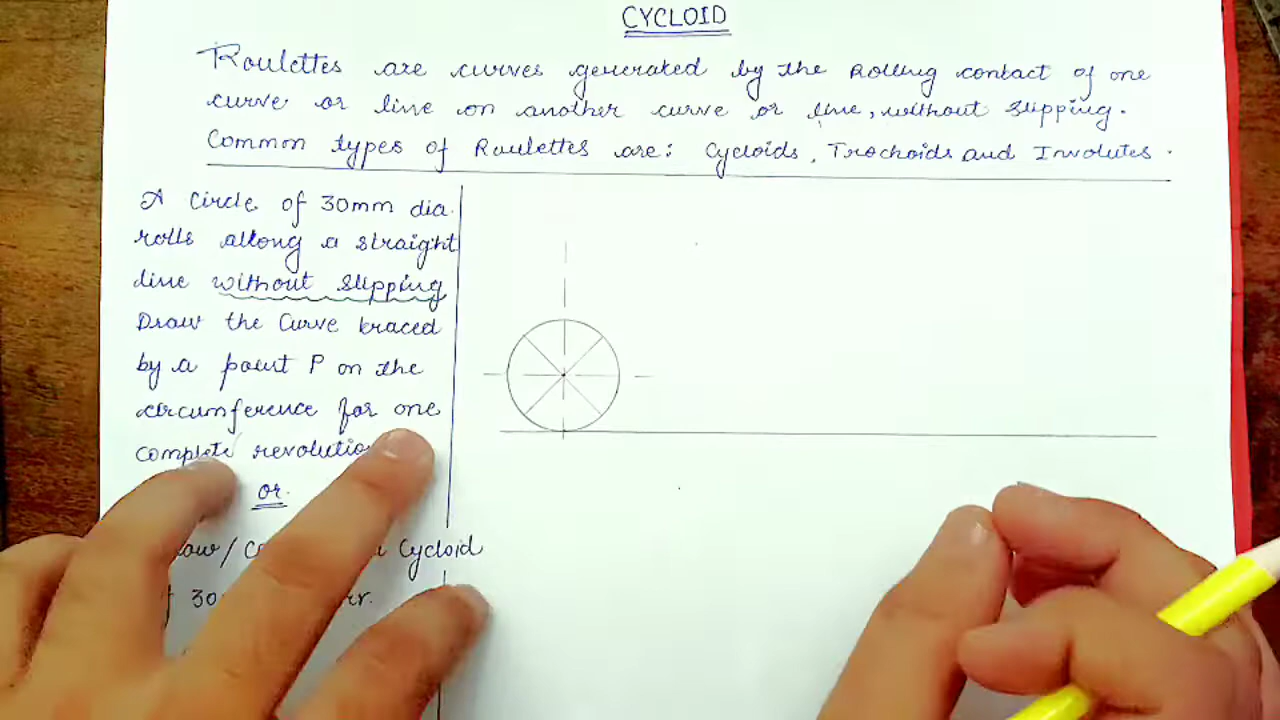 CYCLOID
Roulettes are curves generated by the Rolling contact of one
curve or line on another curve or line, without slipping.
Common types of Roulettes are: Cycloids, Trochoids and Involutes.
A Circle of 30mm dia.
rolls allong a straight
line without slipping
Draw the Curve traced
by a point P on the
circumference for one
complete revolution
or
Cycloid
30